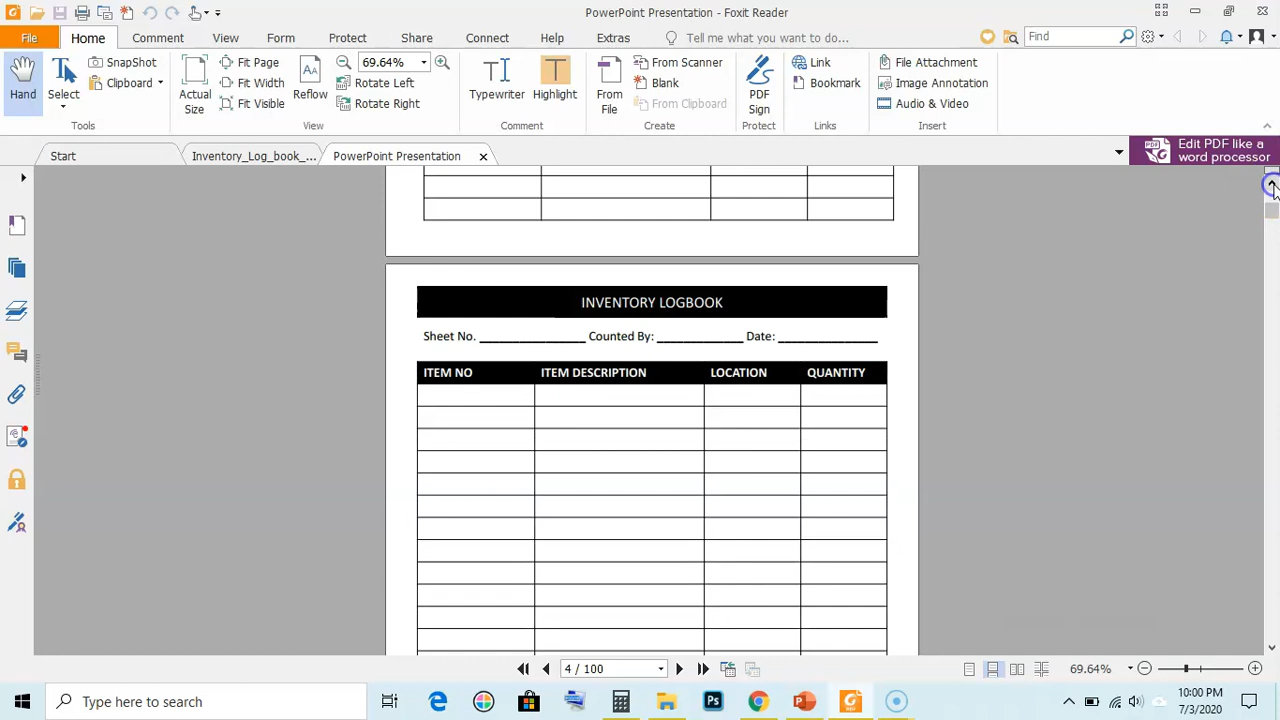 PowerPoint Presentation - Foxit Reader
File Home Comment View Form Protect Share Connect Help Extras Tell me what you want to do... Find
Hand
Select
SnapShot
Clipboard
Tools
Actual Size
Fit Page
Fit Width
Fit Visible
Reflow
69.64%
Rotate Left
Rotate Right
View
Typewriter
Highlight
Comment
From File
From Scanner
Blank
From Clipboard
Create
PDF Sign
Protect
Link
Bookmark
Links
File Attachment
Image Annotation
Audio & Video
Insert
Start Inventory_Log_book_... PowerPoint Presentation
Edit PDF like a
word processor
INVENTORY LOGBOOK
Sheet No. ________________ Counted By: _____________ Date: _______________
ITEM NO ITEM DESCRIPTION LOCATION QUANTITY
4 / 100 69.64%
Type here to search
10:00 PM
7/3/2020